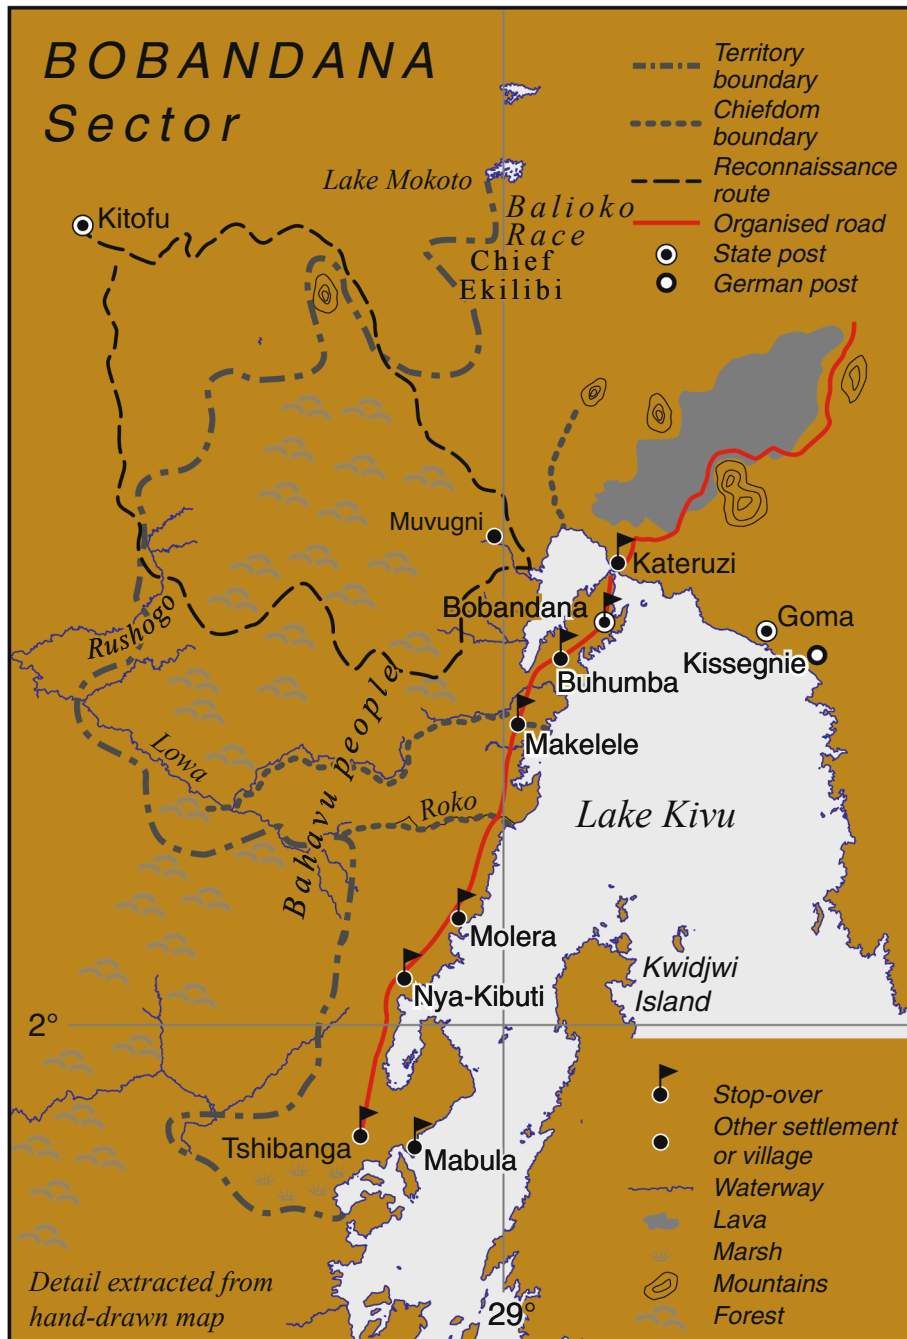 BOBANDANA
Sector
Territory
boundary
Chiefdom
boundary
Reconnaissance
route
Organised road
State post
German post
Lake Mokoto
Balioko
Race
Chief
Ekilibi
Kitofu
Muvugni
Kateruzi
Bobandana
Goma
Kissegnie
Buhumba
Rushogo
Makelele
Lowa
Bahavu people
Roko
Lake Kivu
Molera
Kwidjwi
Island
Nya-Kibuti
2°
Tshibanga
Mabula
Stop-over
Other settlement
or village
Waterway
Lava
Marsh
Mountains
Forest
Detail extracted from
hand-drawn map
29°